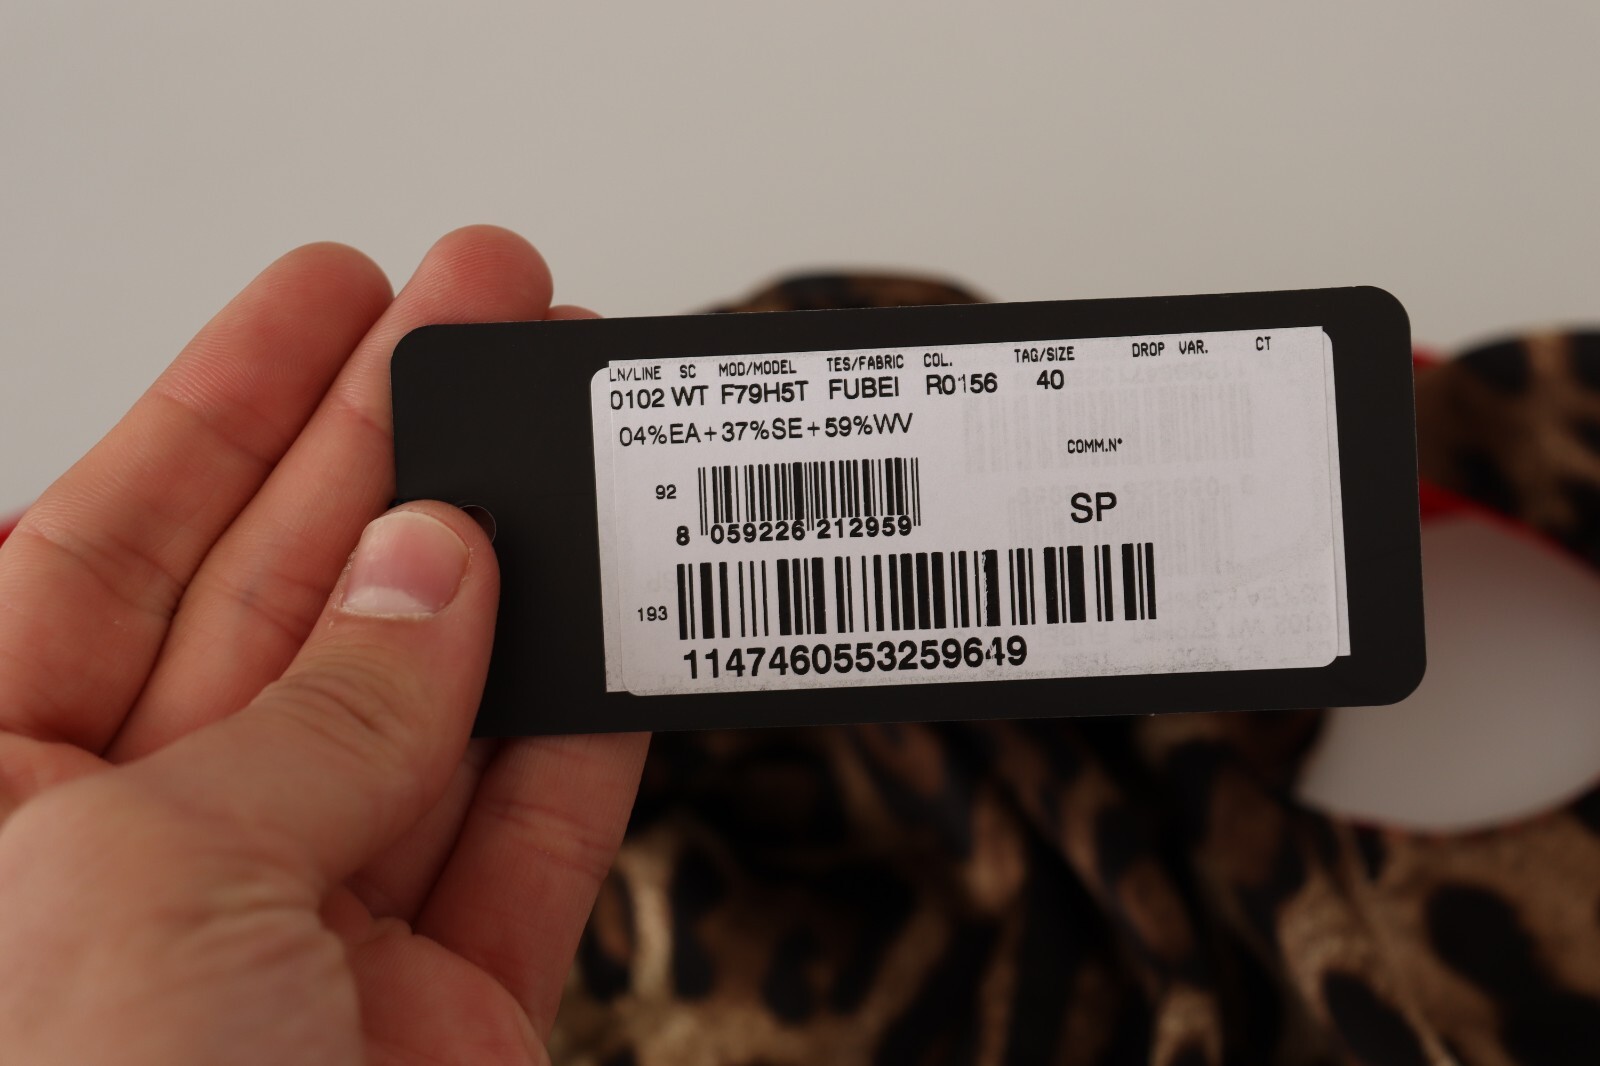 LN/LINE SC MOD/MODEL TES/FABRIC COL. TAG/SIZE DROP VAR. CT
0102 WT F79H5T FUBEI R0156 40
04%EA+37%SE+59%WV
COMM.N°
92
8 059226 212959
SP
193
1147460553259649